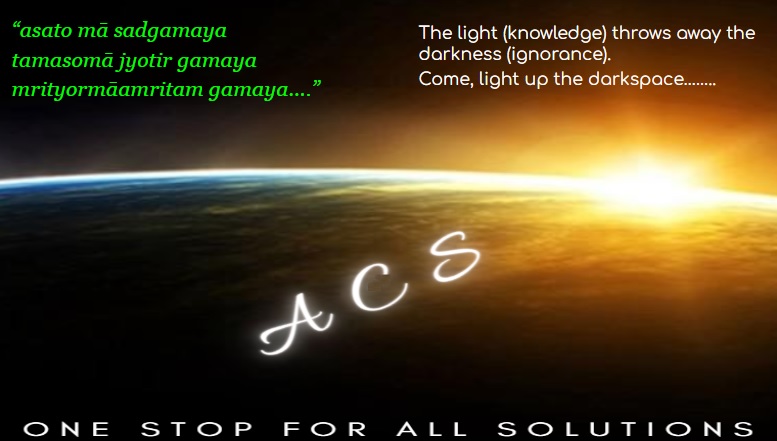 “asato mā sadgamaya
tamasomā jyotir gamaya
mrityormāamritam gamaya....”
The light (knowledge) throws away the
darkness (ignorance).
Come, light up the darkspace........
A C S
ONE STOP FOR ALL SOLUTIONS